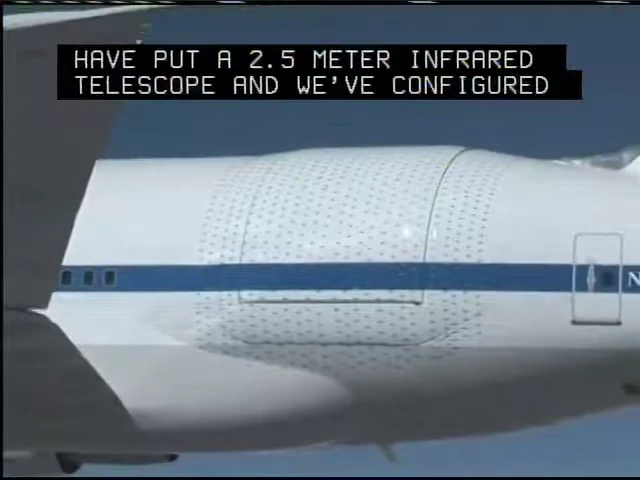 HAVE PUT A 2.5 METER INFRARED
TELESCOPE AND WE'VE CONFIGURED
N